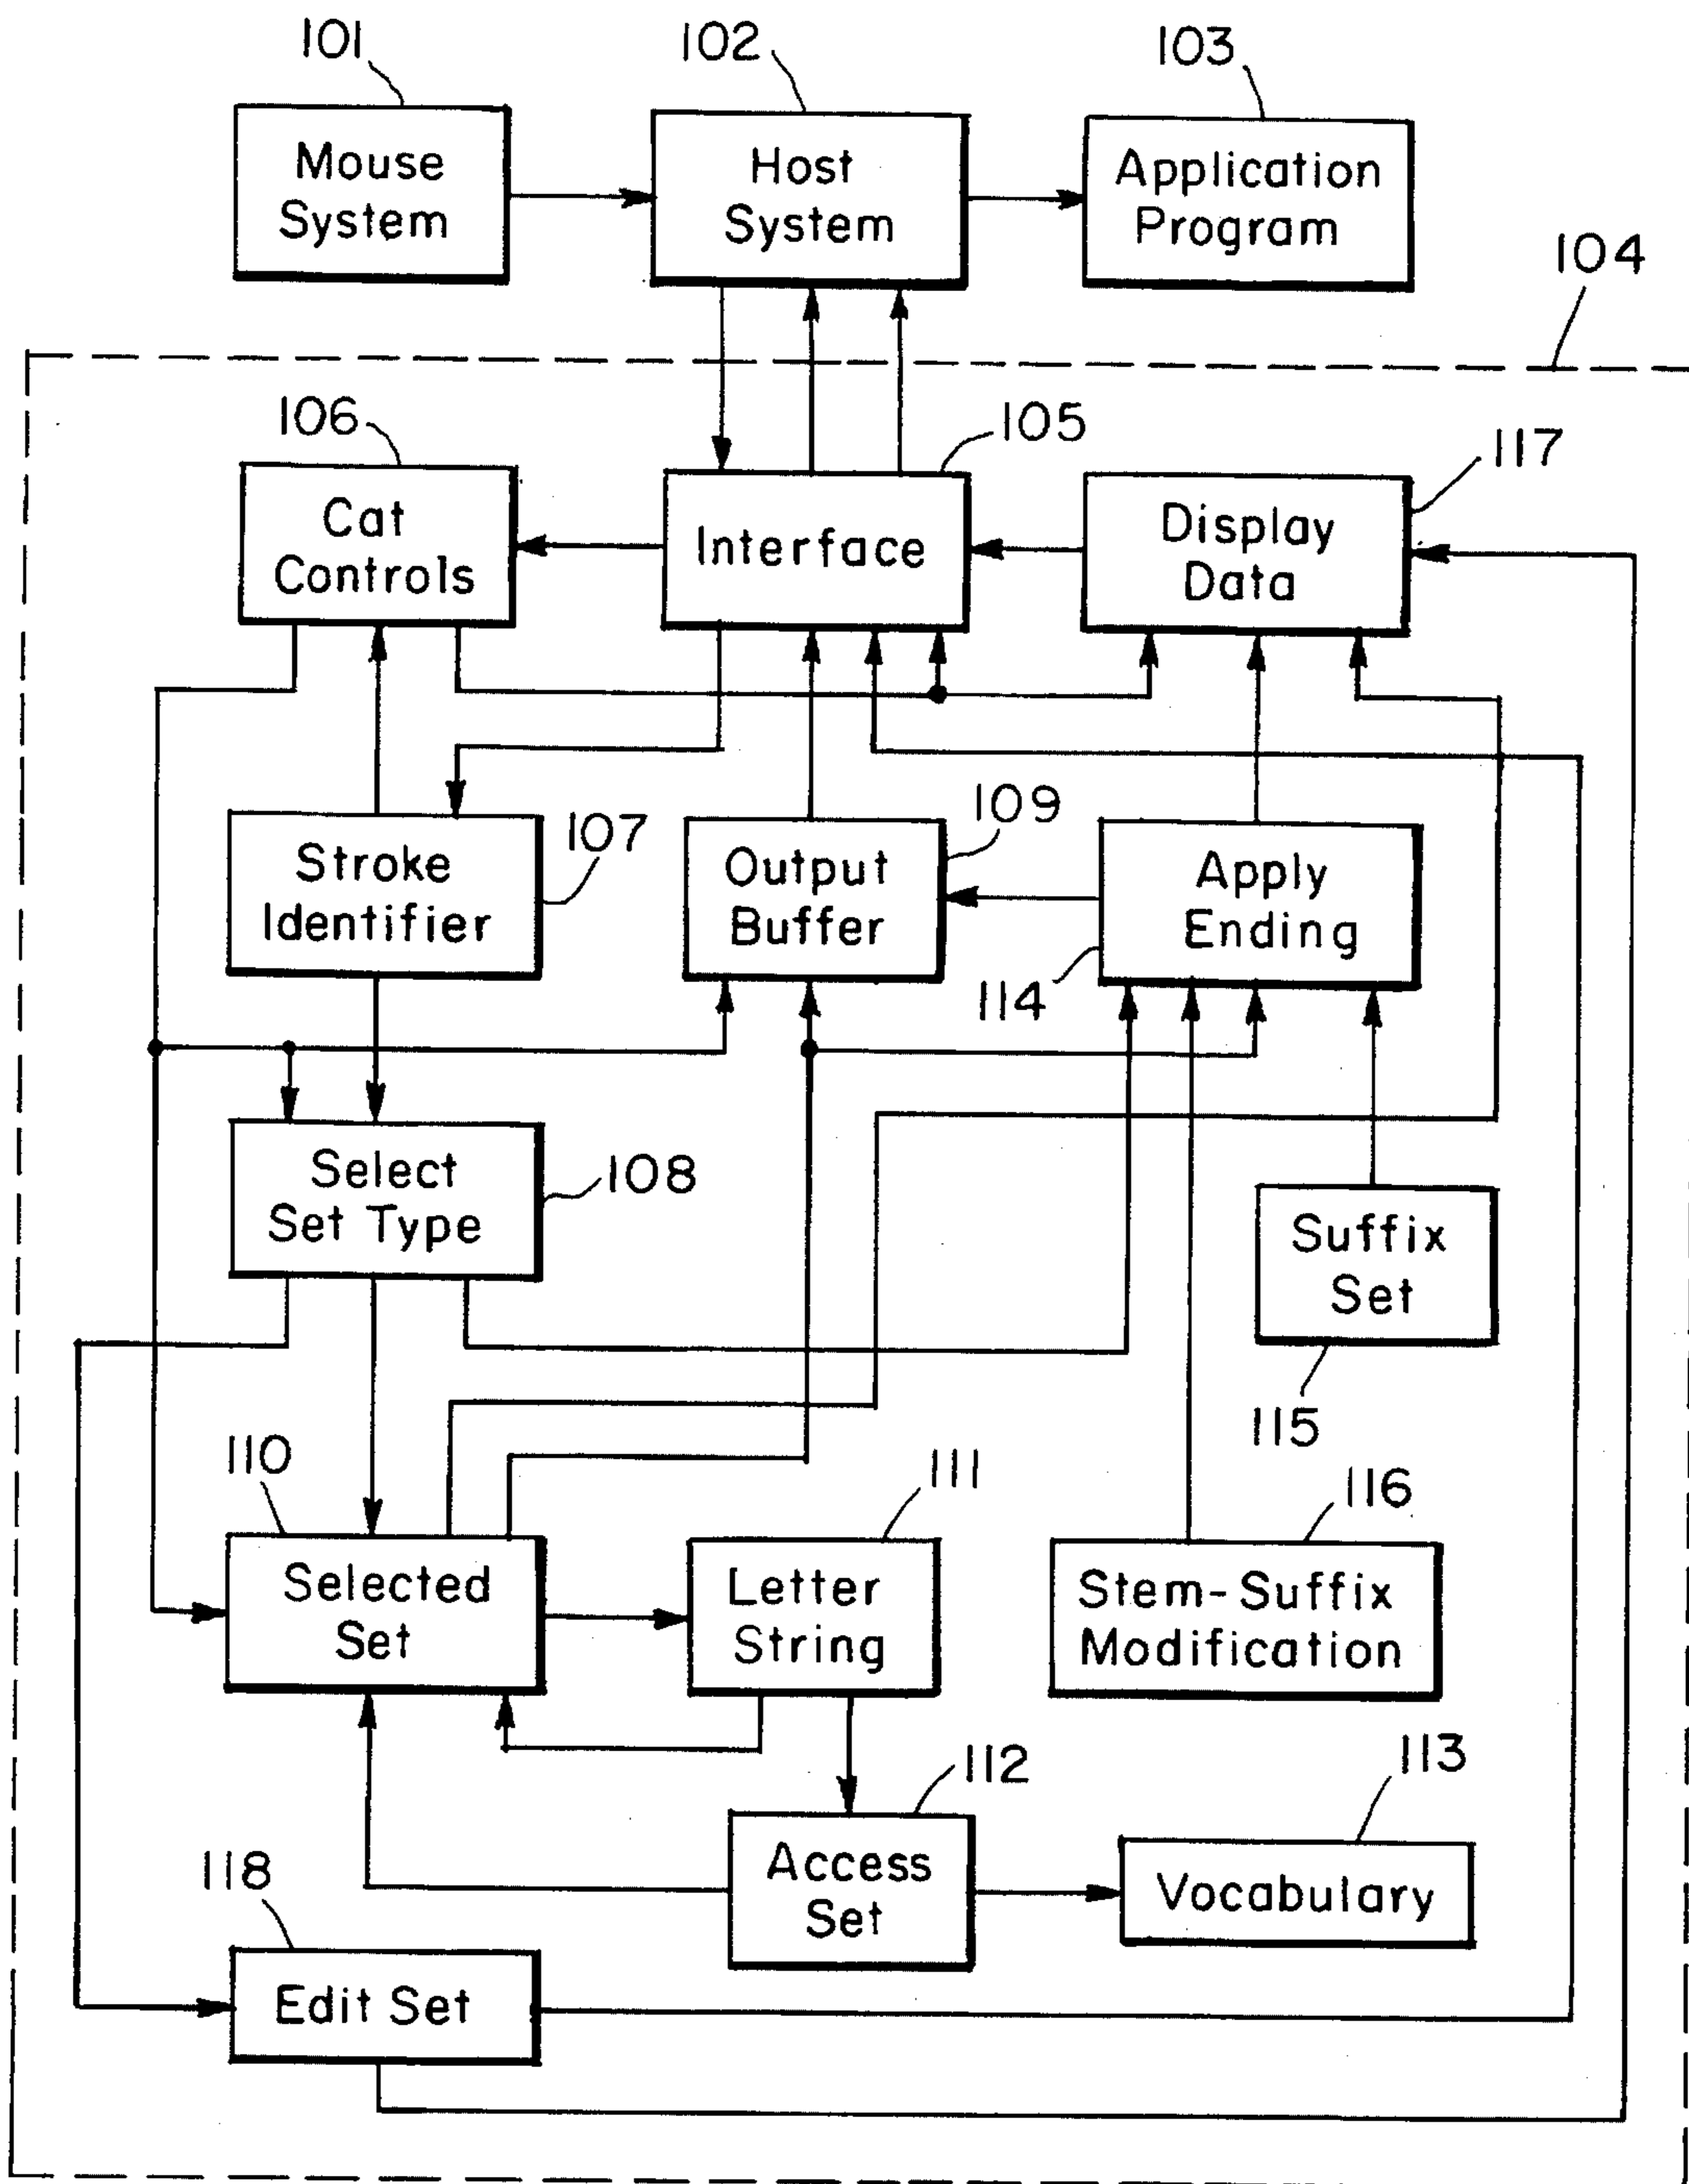 101
102
103
Mouse
System
Host
System
Application
Program
104
106
105
117
Cat
Controls
Interface
Display
Data
107
109
Stroke
Identifier
Output
Buffer
Apply
Ending
114
108
Select
Set Type
Suffix
Set
115
110
111
116
Selected
Set
Letter
String
Stem-Suffix
Modification
112
113
118
Access
Set
Vocabulary
Edit Set